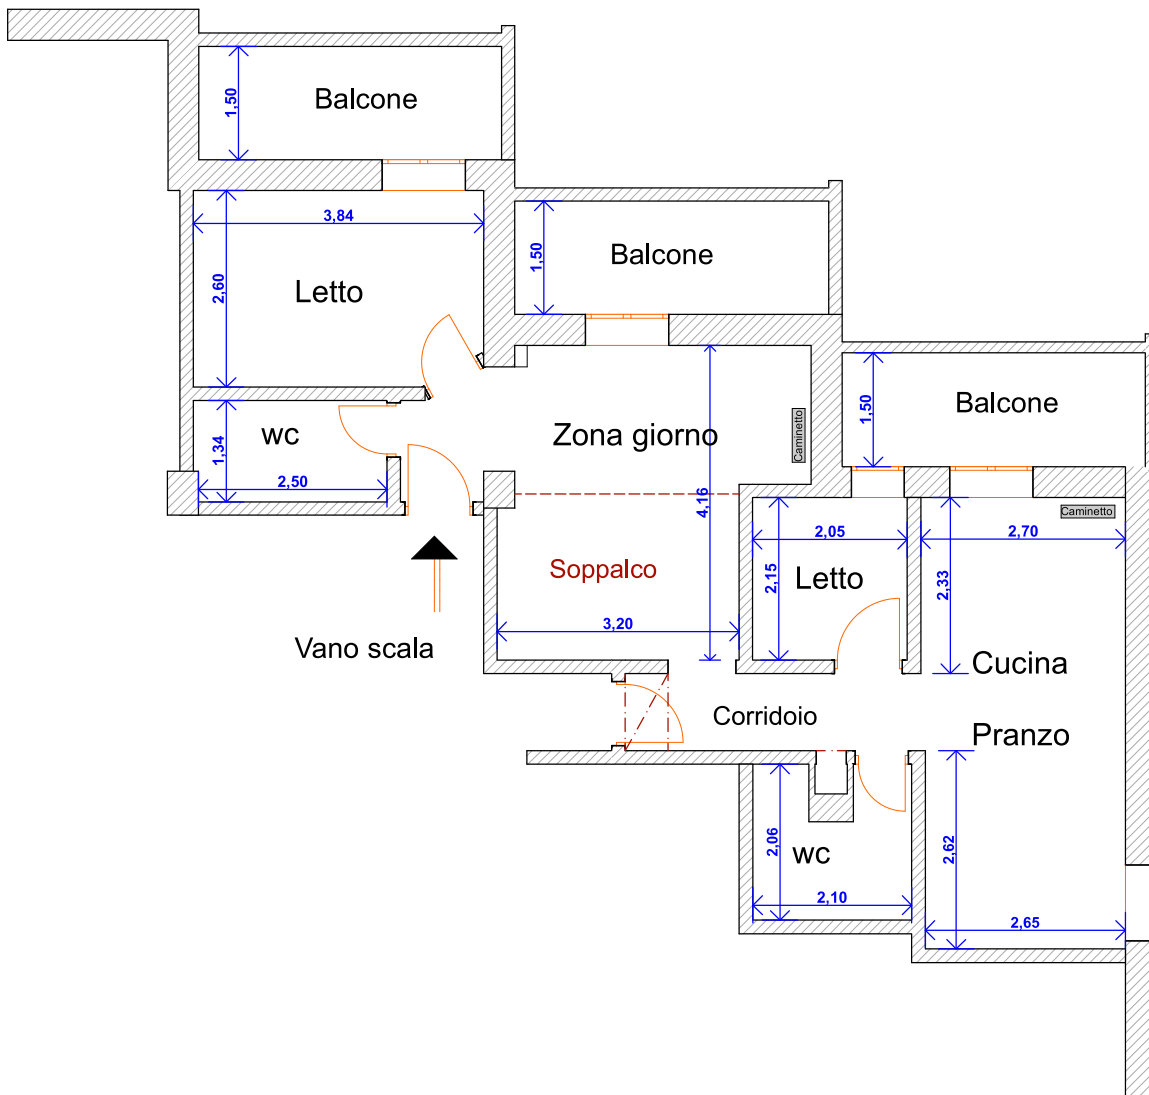 Balcone
1,50
3,84
2,60
Letto
Balcone
1,50
Balcone
1,50
wc
1,34
2,50
Zona giorno
Caminetto
4,16
Caminetto
2,05
2,70
Soppalco
2,15
Letto
2,33
3,20
Vano scala
Cucina
Corridoio
Pranzo
2,06
wc
2,62
2,10
2,65